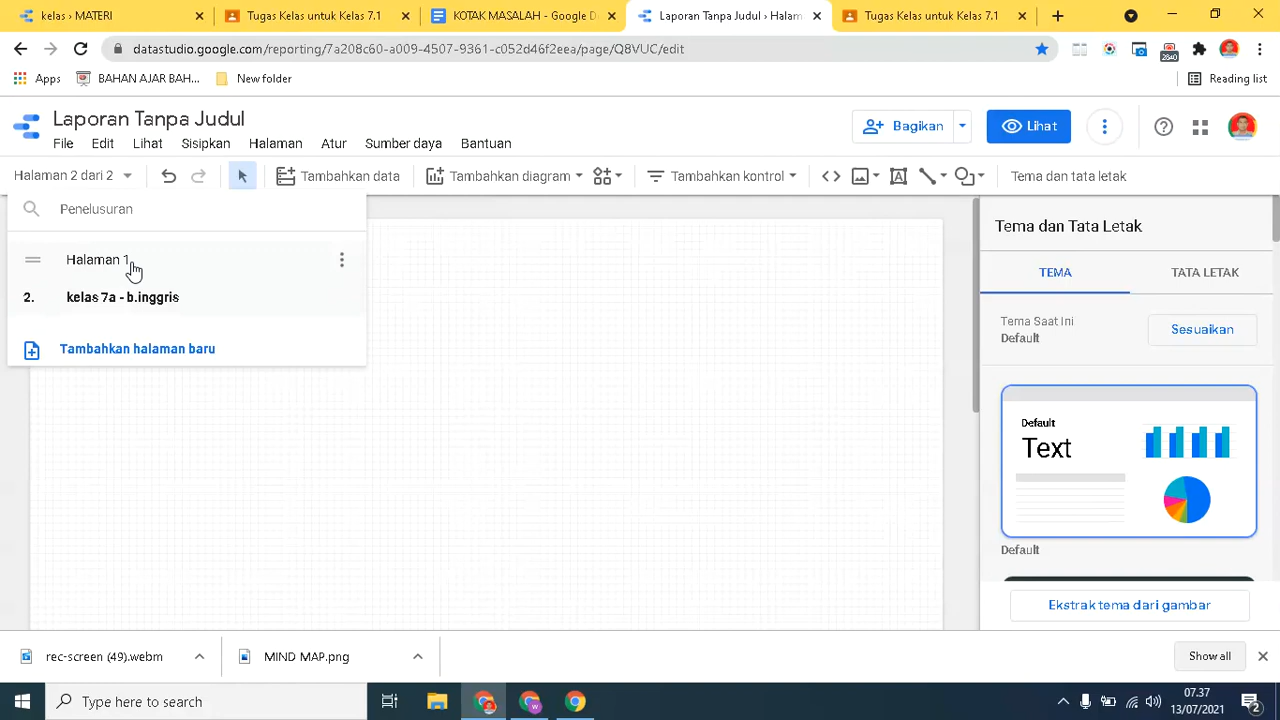 kelas » MATERI
Tugas Kelas untuk Kelas 7.1
KOTAK MASALAH - Google D
Laporan Tanpa Judul › Halam
Tugas Kelas untuk Kelas 7.1
datastudio.google.com/reporting/7a208c60-a009-4507-9361-c052d46f2eea/page/Q8VUC/edit
2840
Apps
BAHAN AJAR BAH...
New folder
Reading list
Laporan Tanpa Judul
File Edit Lihat Sisipkan Halaman Atur Sumber daya Bantuan
Bagikan
Lihat
Halaman 2 dari 2
Tambahkan data
Tambahkan diagram
Tambahkan kontrol
Tema dan tata letak
Penelusuran
Halaman 1
2. kelas 7a - b.inggris
Tambahkan halaman baru
Tema dan Tata Letak
TEMA
TATA LETAK
Tema Saat Ini
Default
Sesuaikan
Default
Text
Default
Ekstrak tema dari gambar
rec-screen (49).webm
MIND MAP.png
Show all
Type here to search
07.37
13/07/2021
2